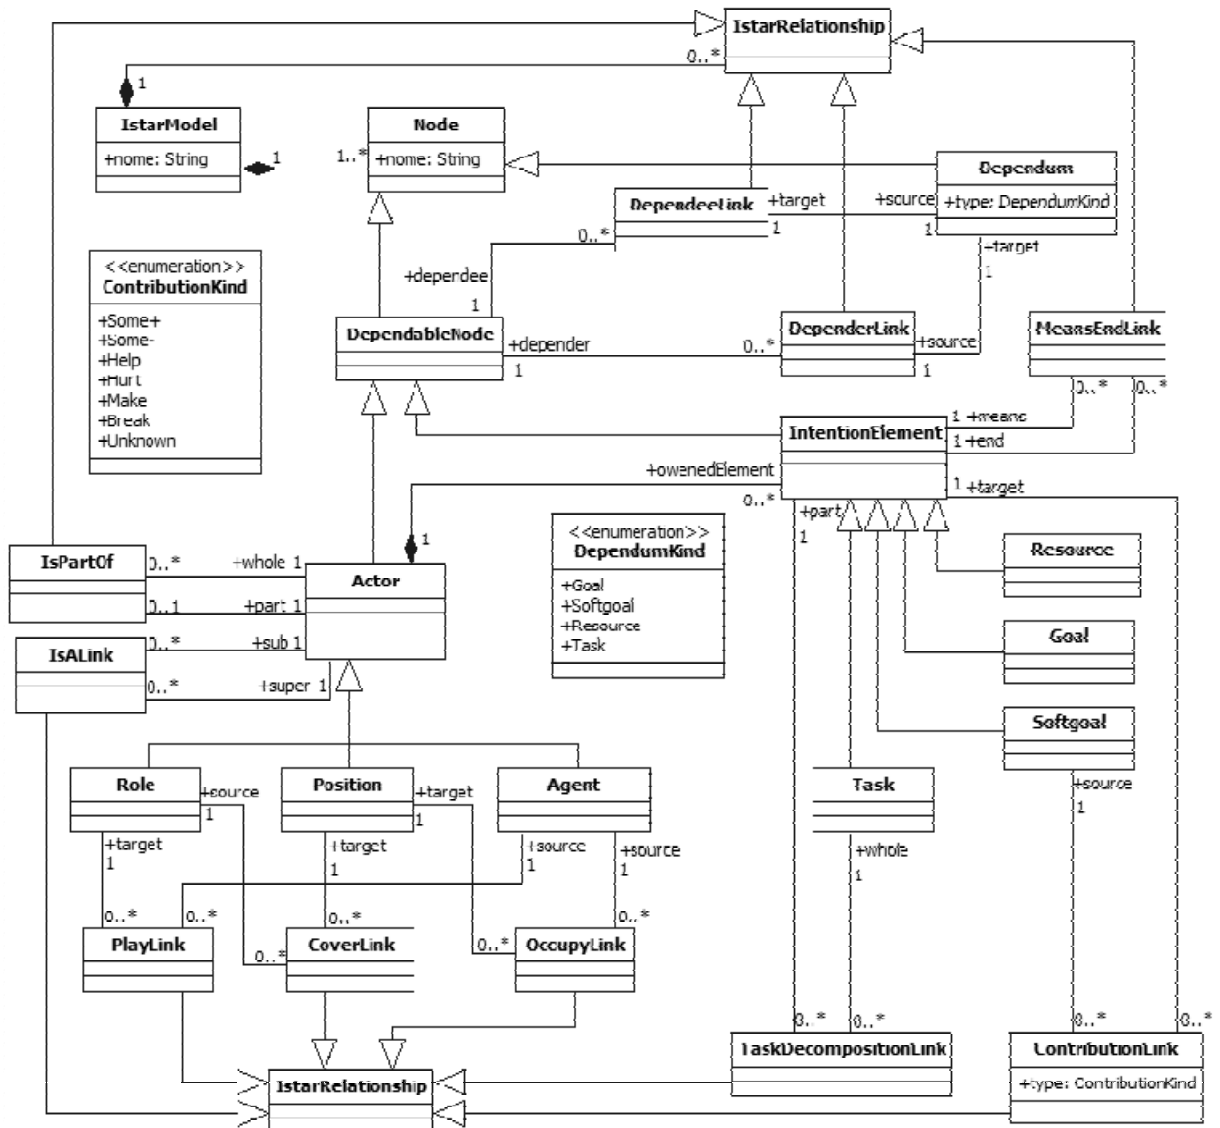 IstarRelationship
0..*
1
IstarModel
+nome: String
1
Node
1..*
+nome: String
Dependum
+type: DependumKind
DependeeLink
+target
+source
1
1
0..*
+target
1
<<enumeration>>
ContributionKind
+Some+
+Some-
+Help
+Hurt
+Make
+Break
+Unknown
+dependee
1
DependableNode
+depender
1
0..*
DependerLink
+source
1
MeansEndLink
0..*
0..*
1 +means
1 +end
IntentionElement
+owenedElement
0..*
1 +target
+part
1
1
<<enumeration>>
DependumKind
+Goal
+Softgoal
+Resource
+Task
Resource
Goal
Softgoal
+source
1
IsPartOf
0..*
+whole 1
0..1
+part 1
Actor
IsALink
0..*
+sub 1
0..*
+super 1
Role
+source
1
+target
1
Position
+target
1
+target
1
Agent
+source
1
+source
1
Task
+whole
1
0..*
0..*
0..*
0..*
0..*
0..*
PlayLink
CoverLink
OccupyLink
0..*
0..*
0..*
0..*
TaskDecompositionLink
ContributionLink
+type: ContributionKind
IstarRelationship